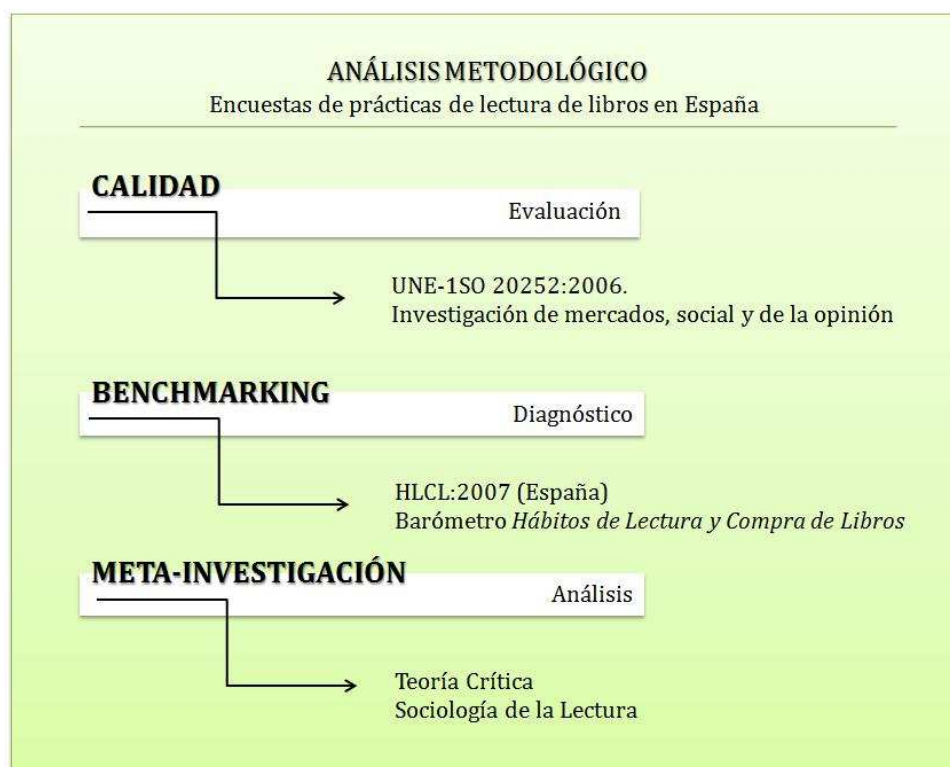 ANÁLISIS METODOLÓGICO
Encuestas de prácticas de lectura de libros en España
CALIDAD
Evaluación
UNE-1SO 20252:2006.
Investigación de mercados, social y de la opinión
BENCHMARKING
Diagnóstico
HLCL:2007 (España)
Barómetro Hábitos de Lectura y Compra de Libros
META-INVESTIGACIÓN
Análisis
Teoría Crítica
Sociología de la Lectura